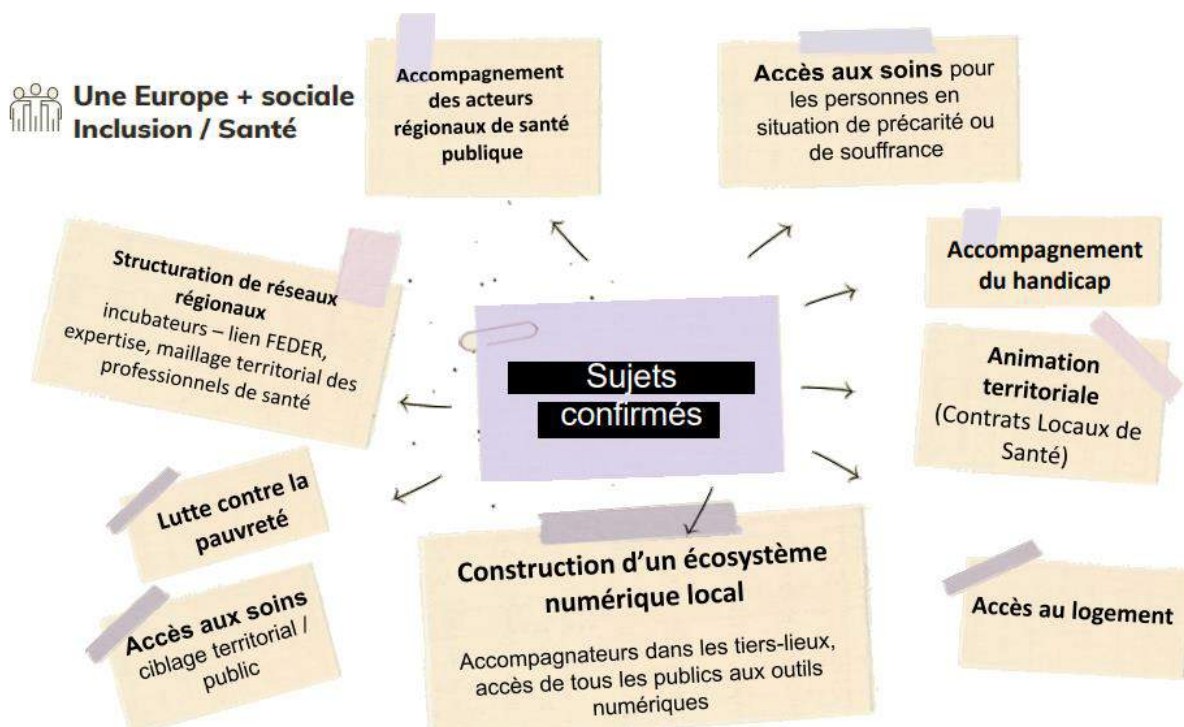 Une Europe + sociale
Inclusion / Santé
Accompagnement
des acteurs
régionaux de santé
publique
Accès aux soins pour
les personnes en
situation de précarité ou
de souffrance
Structuration de réseaux
régionaux
incubateurs – lien FEDER,
expertise, maillage territorial des
professionnels de santé
Sujets
confirmés
Accompagnement
du handicap
Animation
territoriale
(Contrats Locaux de
Santé)
Lutte contre la
pauvreté
Accès aux soins
ciblage territorial /
public
Construction d'un écosystème
numérique local
Accompagnateurs dans les tiers-lieux,
accès de tous les publics aux outils
numériques
Accès au logement